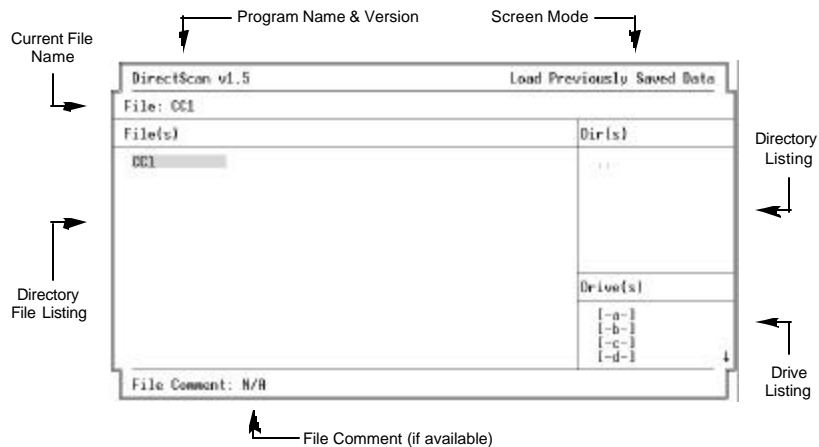 Program Name & Version
Screen Mode
Current File
Name
DirectScan v1.5
Load Previously Saved Data
File: CC1
File(s)
Dir(s)
CC1
..
Directory
Listing
Directory
File Listing
Drive(s)
[-a-]
[-b-]
[-c-]
[-d-]
Drive
Listing
File Comment: N/A
File Comment (if available)